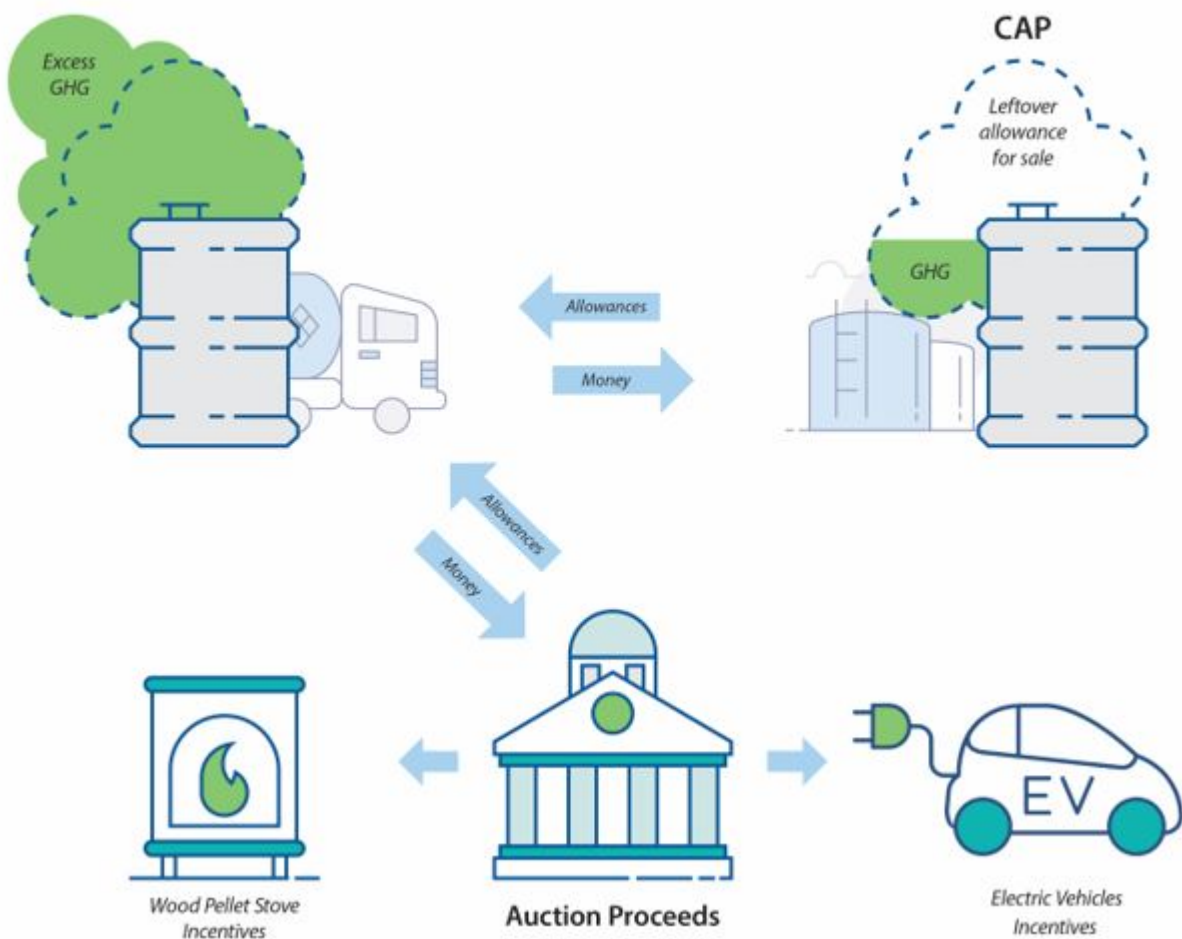 CAP
Excess
GHG
Leftover
allowance
for sale
GHG
Allowances
Money
Allowances
Money
EV
Wood Pellet Stove
Incentives
Auction Proceeds
Electric Vehicles
Incentives